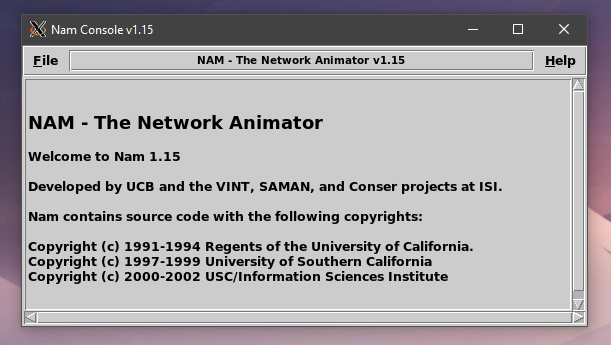 Nam Console v1.15
File NAM - The Network Animator v1.15 Help
NAM - The Network Animator
Welcome to Nam 1.15
Developed by UCB and the VINT, SAMAN, and Conser projects at ISI.
Nam contains source code with the following copyrights:
Copyright (c) 1991-1994 Regents of the University of California.
Copyright (c) 1997-1999 University of Southern California
Copyright (c) 2000-2002 USC/Information Sciences Institute